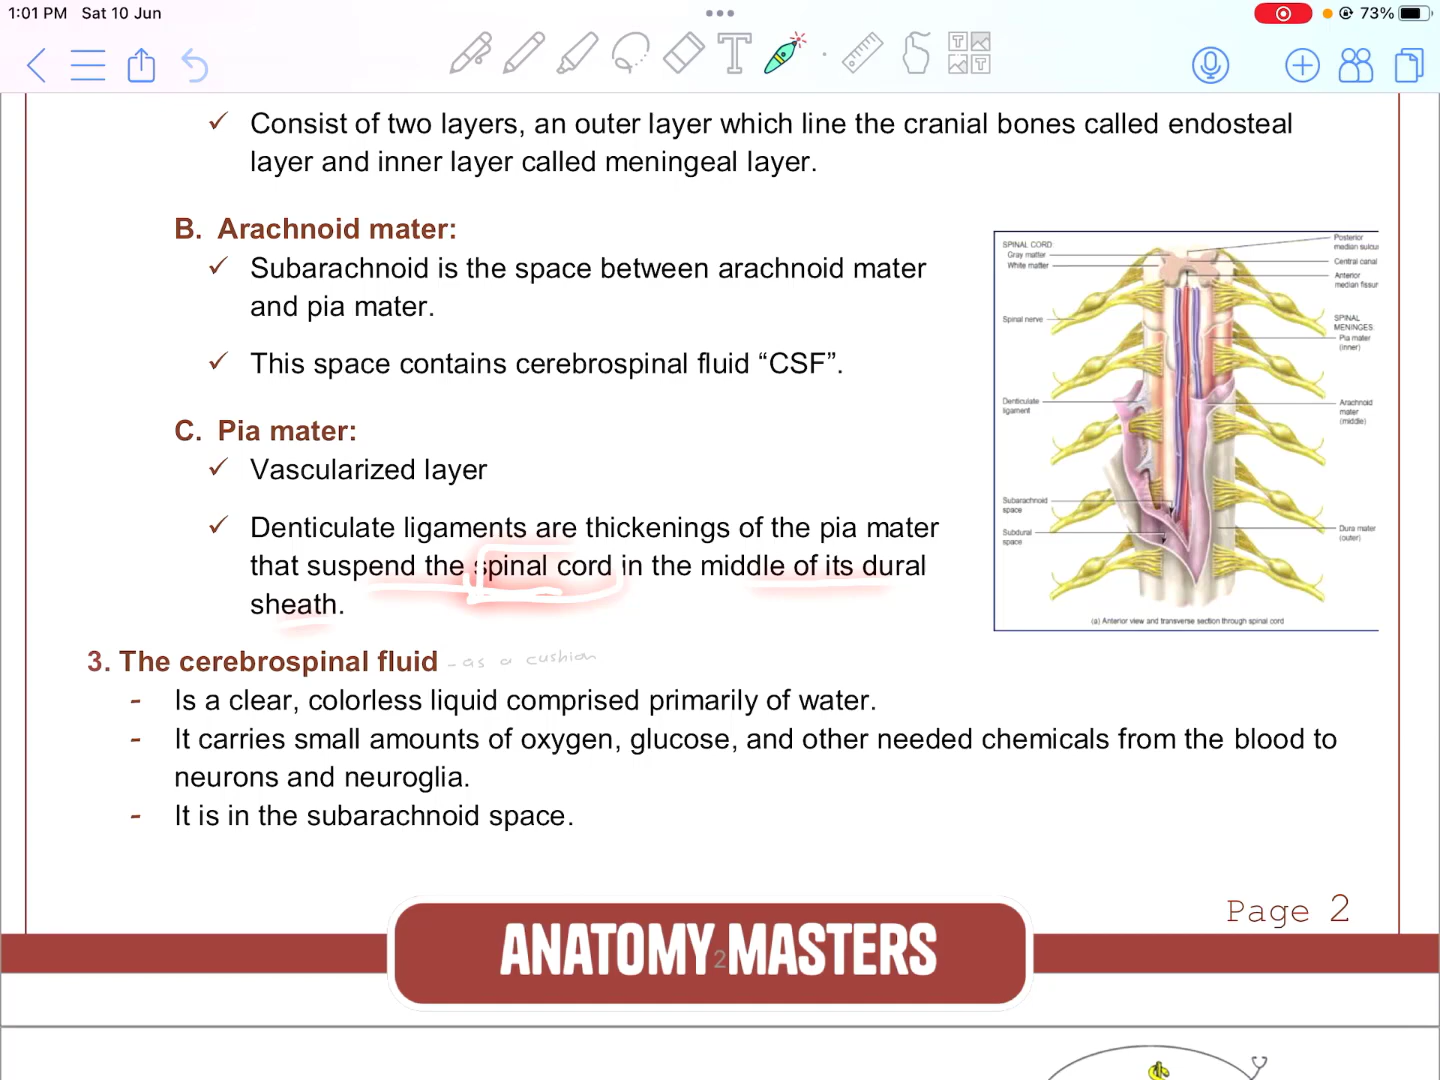 1:01 PM Sat 10 Jun
73%
✓ Consist of two layers, an outer layer which line the cranial bones called endosteal
layer and inner layer called meningeal layer.
B. Arachnoid mater:
✓ Subarachnoid is the space between arachnoid mater
and pia mater.
✓ This space contains cerebrospinal fluid “CSF”.
C. Pia mater:
✓ Vascularized layer
✓ Denticulate ligaments are thickenings of the pia mater
that suspend the spinal cord in the middle of its dural
sheath.
SPINAL CORD
Gray matter
White matter
Spinal nerve
Denticulate
ligament
Subarachnoid
space
Subdural
space
Posterior
median sulcus
Central canal
Anterior
median fissur
SPINAL
MENINGES
Pia mater
(inner)
Arachnoid
mater
(middle)
Dura mater
(outer)
(a) Anterior view and transverse section through spinal cord
3. The cerebrospinal fluid - as a cushion
- Is a clear, colorless liquid comprised primarily of water.
- It carries small amounts of oxygen, glucose, and other needed chemicals from the blood to
neurons and neuroglia.
- It is in the subarachnoid space.
Page 2
ANATOMY MASTERS
2